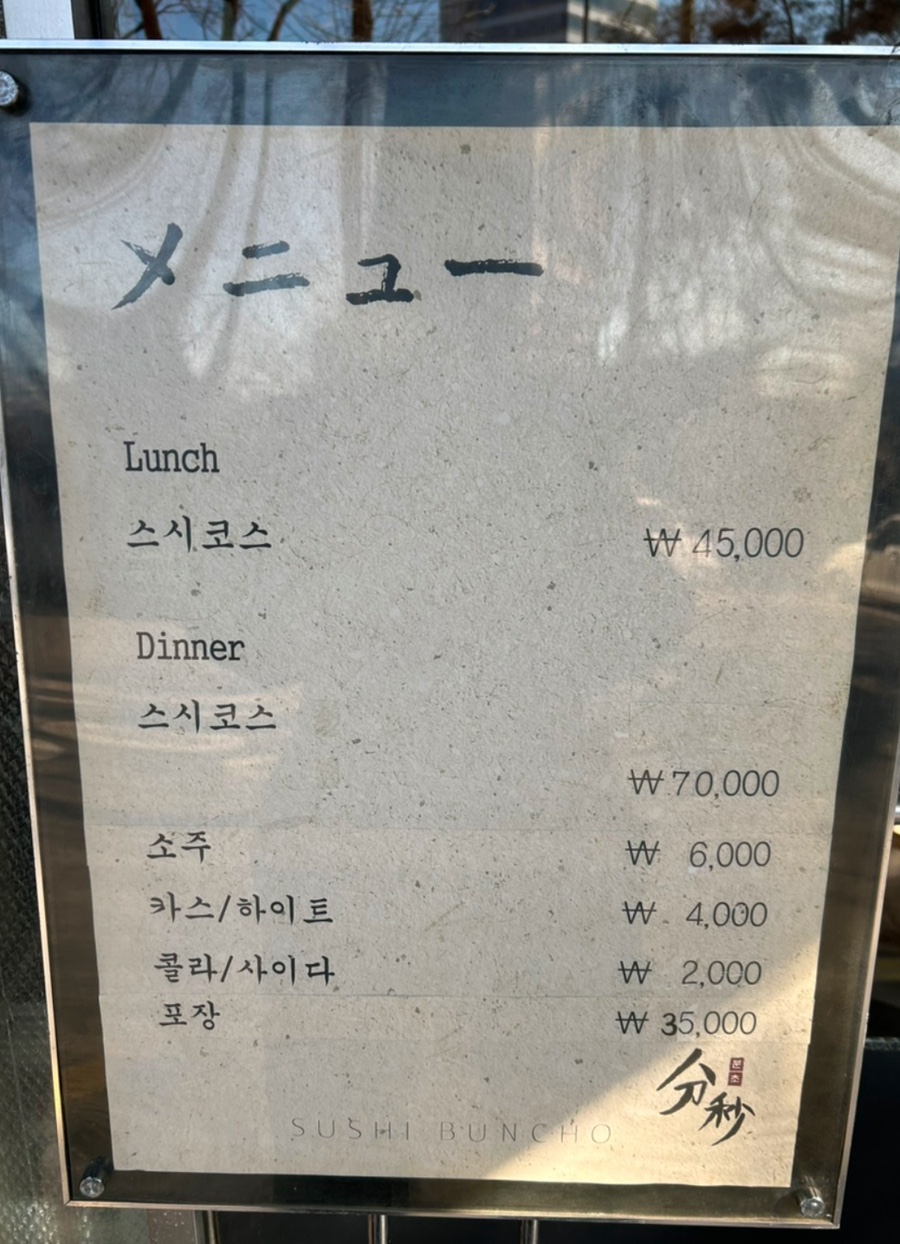 メニュー
Lunch
스시코스 ₩ 45,000
Dinner
스시코스
₩ 70,000
소주 ₩ 6,000
카스/하이트 ₩ 4,000
콜라/사이다 ₩ 2,000
포장 ₩ 35,000
分秒
분초
SUSHI BUNCHO